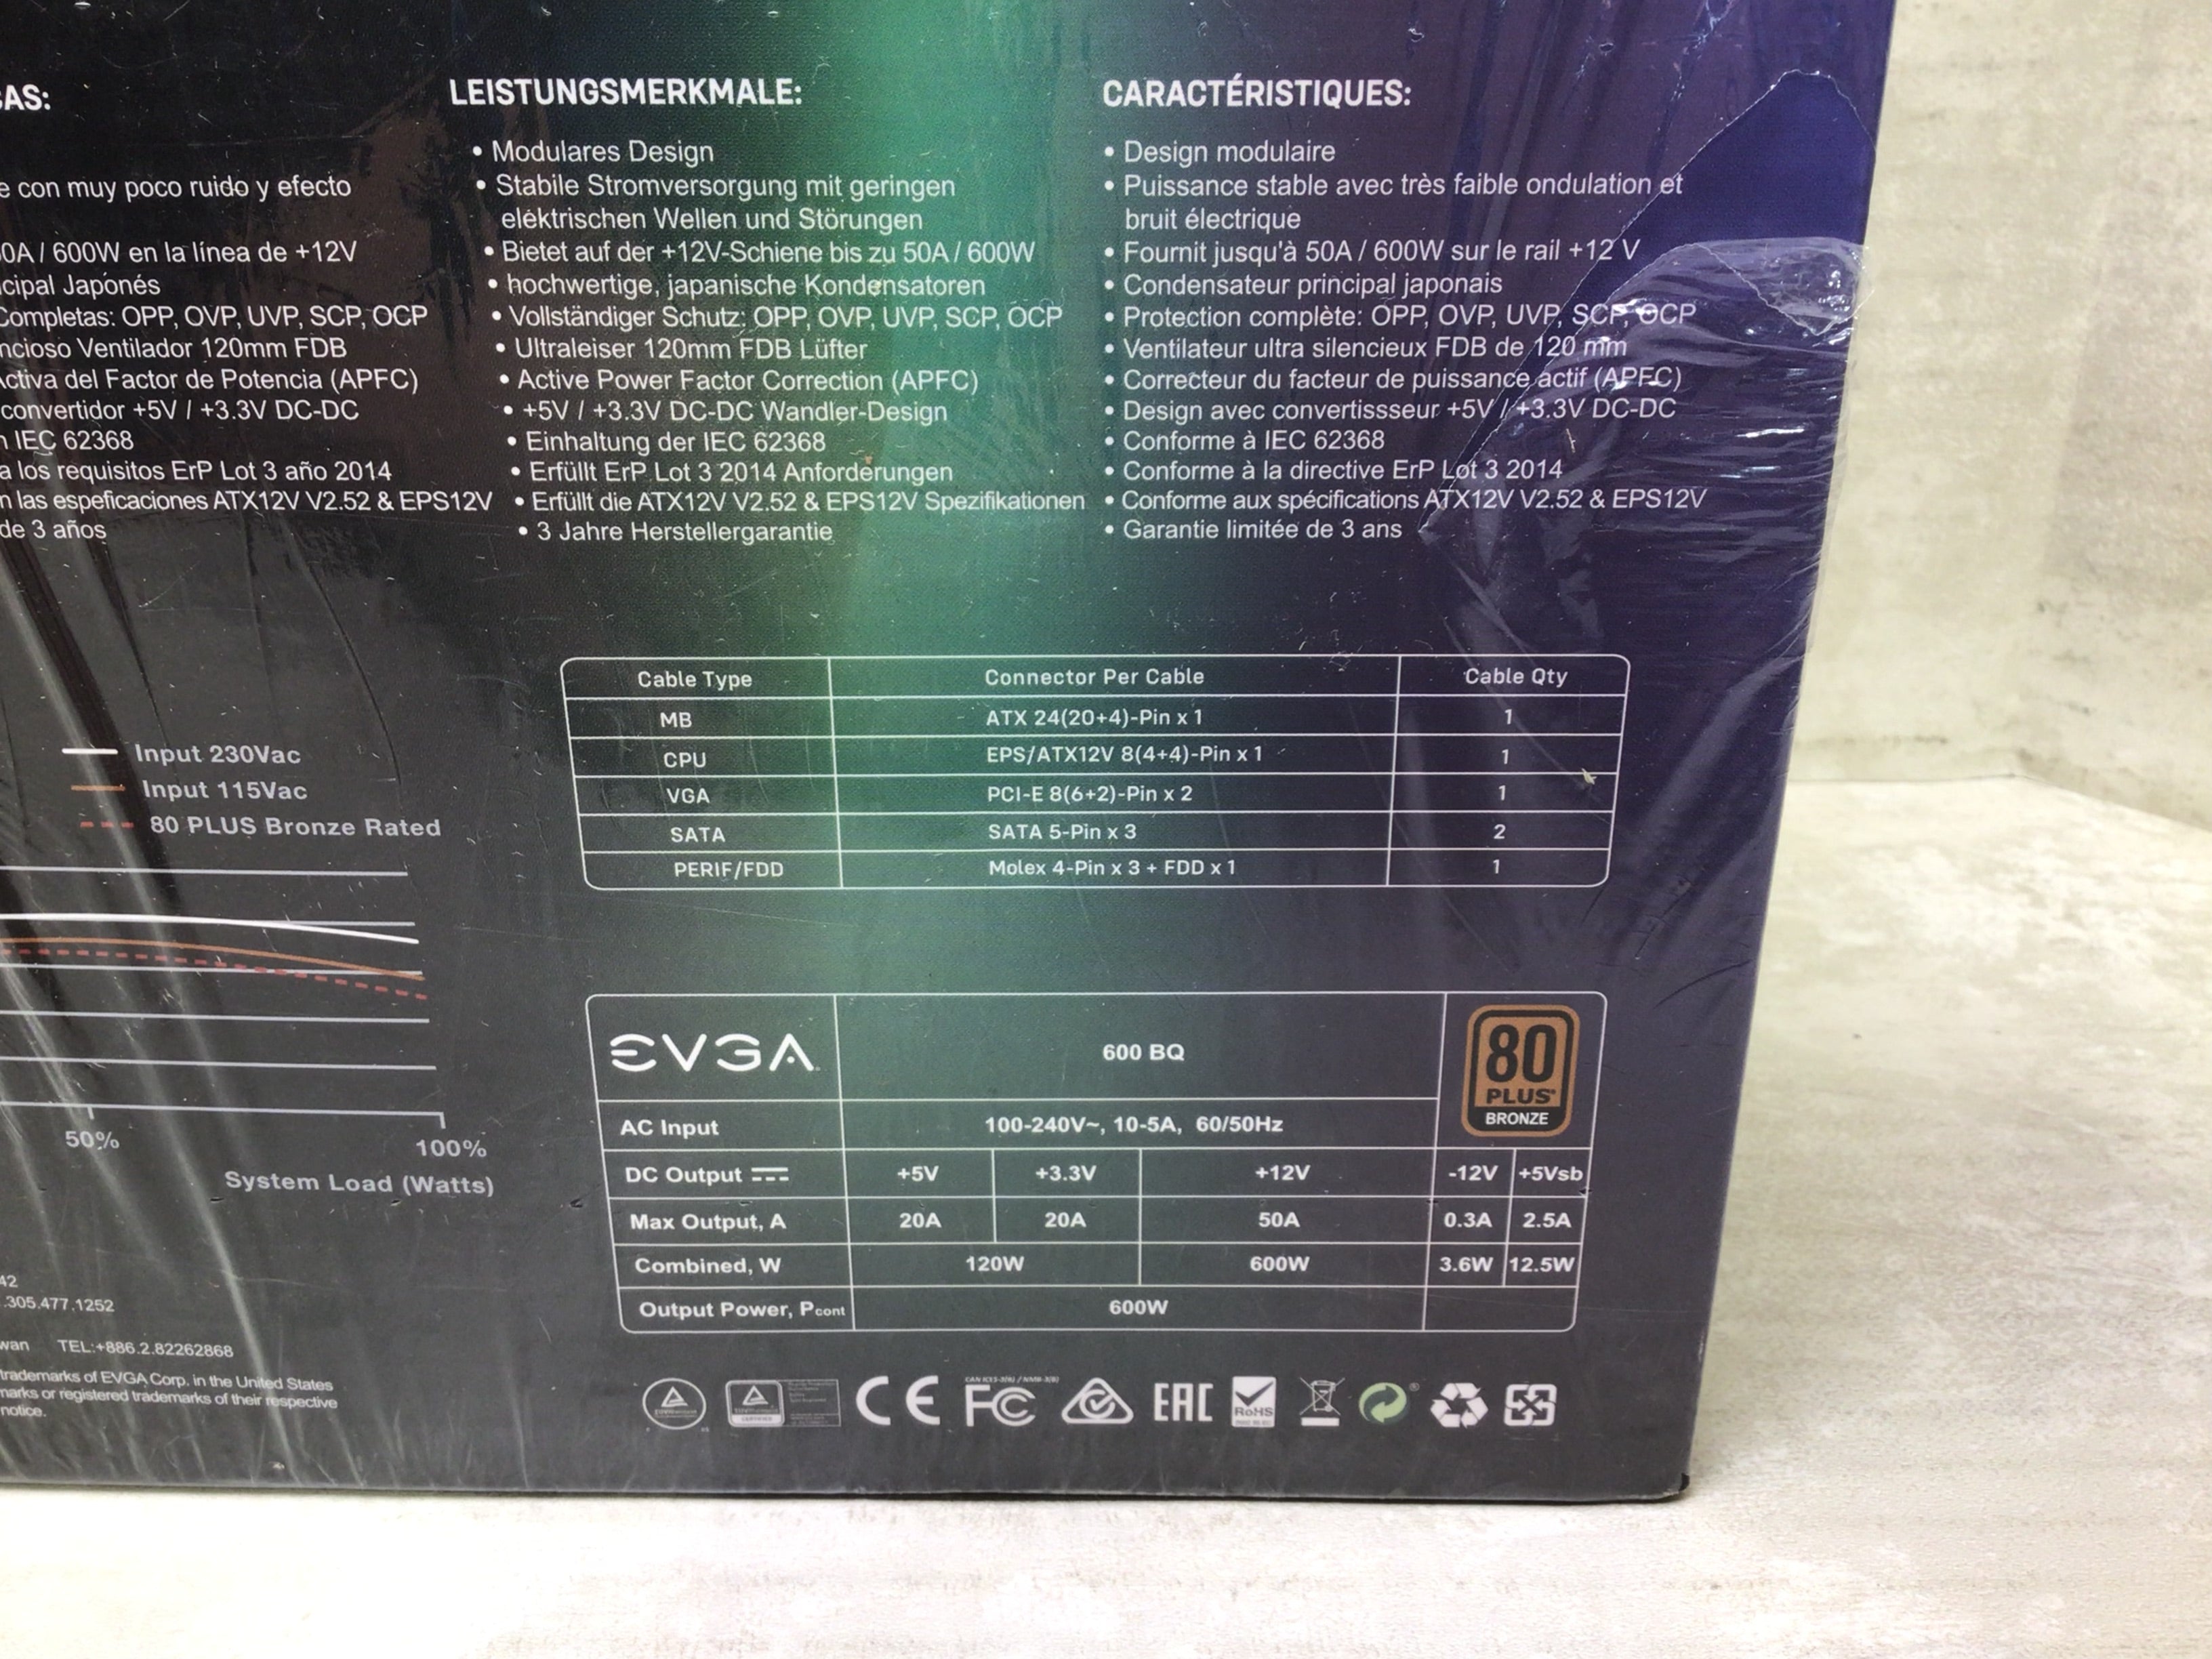 AS:
e con muy poco ruido y efecto
0A / 600W en la línea de +12V
cipal Japonés
Completas: OPP, OVP, UVP, SCP, OCP
ncioso Ventilador 120mm FDB
Activa del Factor de Potencia (APFC)
convertidor +5V / +3.3V DC-DC
n IEC 62368
a los requisitos ErP Lot 3 año 2014
n las espeficaciones ATX12V V2.52 & EPS12V
de 3 años
LEISTUNGSMERKMALE:
• Modulares Design
• Stabile Stromversorgung mit geringen
elektrischen Wellen und Störungen
• Bietet auf der +12V-Schiene bis zu 50A / 600W
• hochwertige, japanische Kondensatoren
• Vollständiger Schutz: OPP, OVP, UVP, SCP, OCP
• Ultraleiser 120mm FDB Lüfter
• Active Power Factor Correction (APFC)
• +5V / +3.3V DC-DC Wandler-Design
• Einhaltung der IEC 62368
• Erfüllt ErP Lot 3 2014 Anforderungen
• Erfüllt die ATX12V V2.52 & EPS12V Spezifikationen
• 3 Jahre Herstellergarantie
CARACTÉRISTIQUES:
• Design modulaire
• Puissance stable avec très faible ondulation et
bruit électrique
• Fournit jusqu'à 50A / 600W sur le rail +12 V
• Condensateur principal japonais
• Protection complète: OPP, OVP, UVP, SCP, OCP
• Ventilateur ultra silencieux FDB de 120 mm
• Correcteur du facteur de puissance actif (APFC)
• Design avec convertissseur +5V / +3.3V DC-DC
• Conforme à IEC 62368
• Conforme à la directive ErP Lot 3 2014
• Conforme aux spécifications ATX12V V2.52 & EPS12V
• Garantie limitée de 3 ans
Input 230Vac
Input 115Vac
80 PLUS Bronze Rated
50% 100%
System Load (Watts)
Cable Type Connector Per Cable Cable Qty
MB ATX 24(20+4)-Pin x 1 1
CPU EPS/ATX12V 8(4+4)-Pin x 1 1
VGA PCI-E 8(6+2)-Pin x 2 1
SATA SATA 5-Pin x 3 2
PERIF/FDD Molex 4-Pin x 3 + FDD x 1 1
EVGA 600 BQ
80
PLUS
BRONZE
AC Input 100-240V~, 10-5A, 60/50Hz
DC Output +5V +3.3V +12V -12V +5Vsb
Max Output, A 20A 20A 50A 0.3A 2.5A
Combined, W 120W 600W 3.6W 12.5W
Output Power, Pcont 600W
42
.305.477.1252
wan TEL:+886.2.82262868
trademarks of EVGA Corp. in the United States
marks or registered trademarks of their respective
notice.
CE FC EAC RoHS